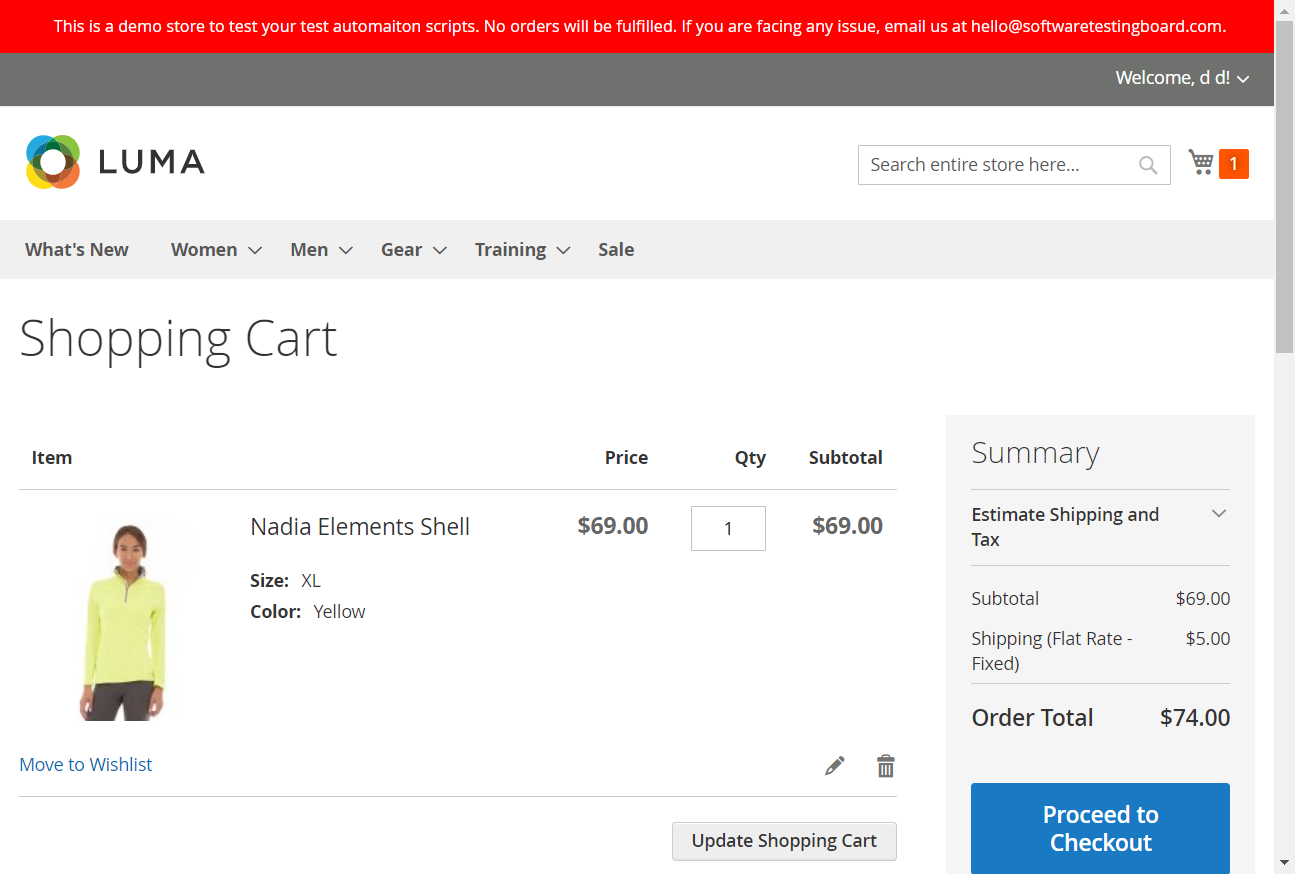 This is a demo store to test your test automaiton scripts. No orders will be fulfilled. If you are facing any issue, email us at hello@softwaretestingboard.com.
Welcome, d d!
LUMA
Search entire store here...
1
What's New Women Men Gear Training Sale
Shopping Cart
Item Price Qty Subtotal
Nadia Elements Shell $69.00 1 $69.00
Size: XL
Color: Yellow
Move to Wishlist
Update Shopping Cart
Summary
Estimate Shipping and
Tax
Subtotal $69.00
Shipping (Flat Rate - $5.00
Fixed)
Order Total $74.00
Proceed to
Checkout